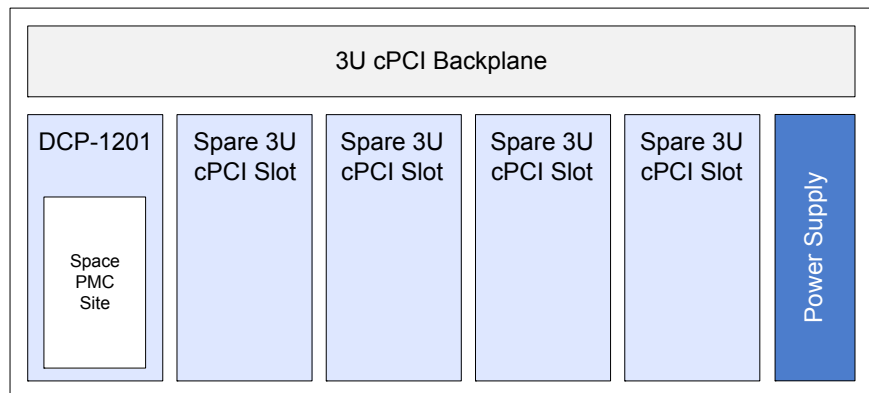 3U cPCI Backplane
DCP-1201
Space
PMC
Site
Spare 3U
cPCI Slot
Spare 3U
cPCI Slot
Spare 3U
cPCI Slot
Spare 3U
cPCI Slot
Power Supply